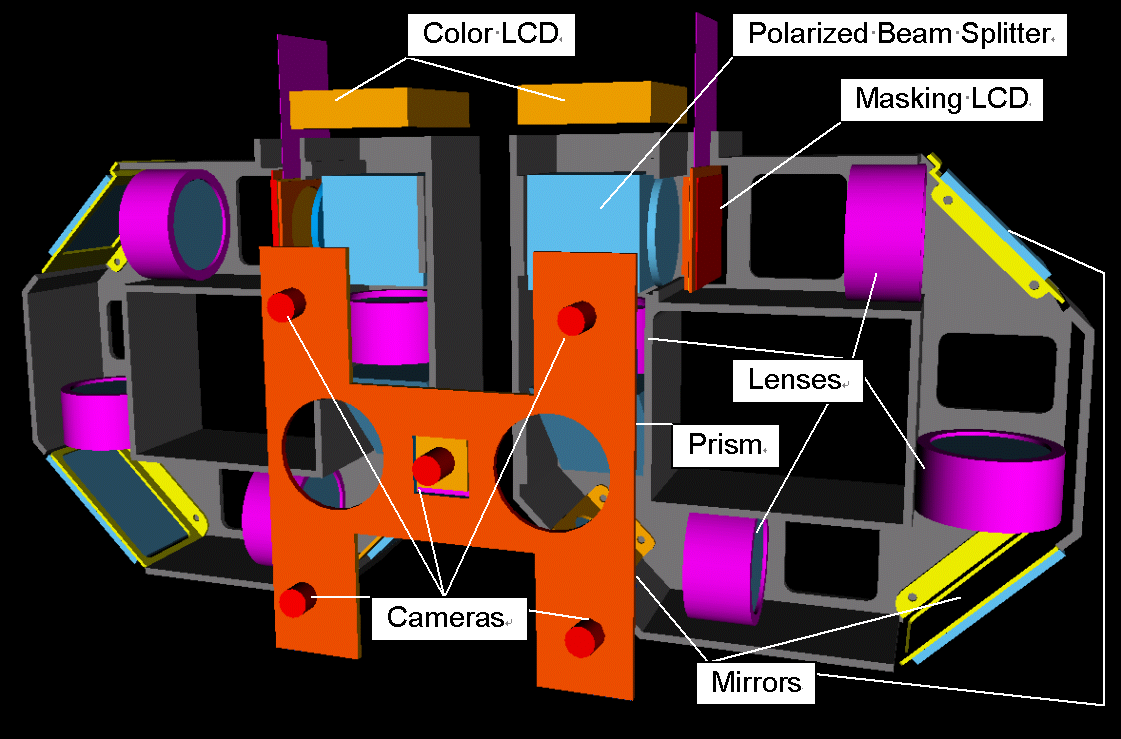 Color LCD
Polarized Beam Splitter
Masking LCD
Lenses
Prism
Cameras
Mirrors